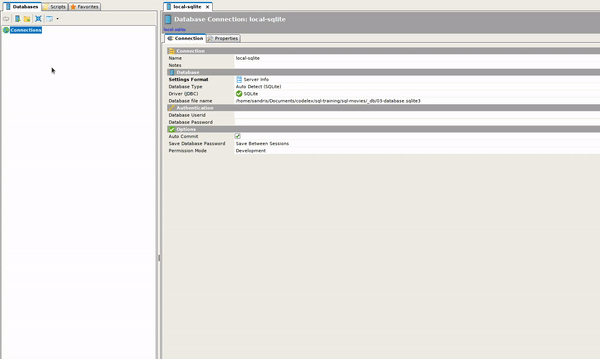 Databases Scripts Favorites
Connections
local-sqlite
Database Connection: local-sqlite
local-sqlite
Connection Properties
Connection
Name local-sqlite
Notes
Database
Settings Format Server Info
Database Type Auto Detect (SQLite)
Driver (JDBC) SQLite
Database file name /home/sandris/Documents/codelex/sql-training/sql-movies/_db/03-database.sqlite3
Authentication
Database Userid
Database Password
Options
Auto Commit
Save Database Password Save Between Sessions
Permission Mode Development